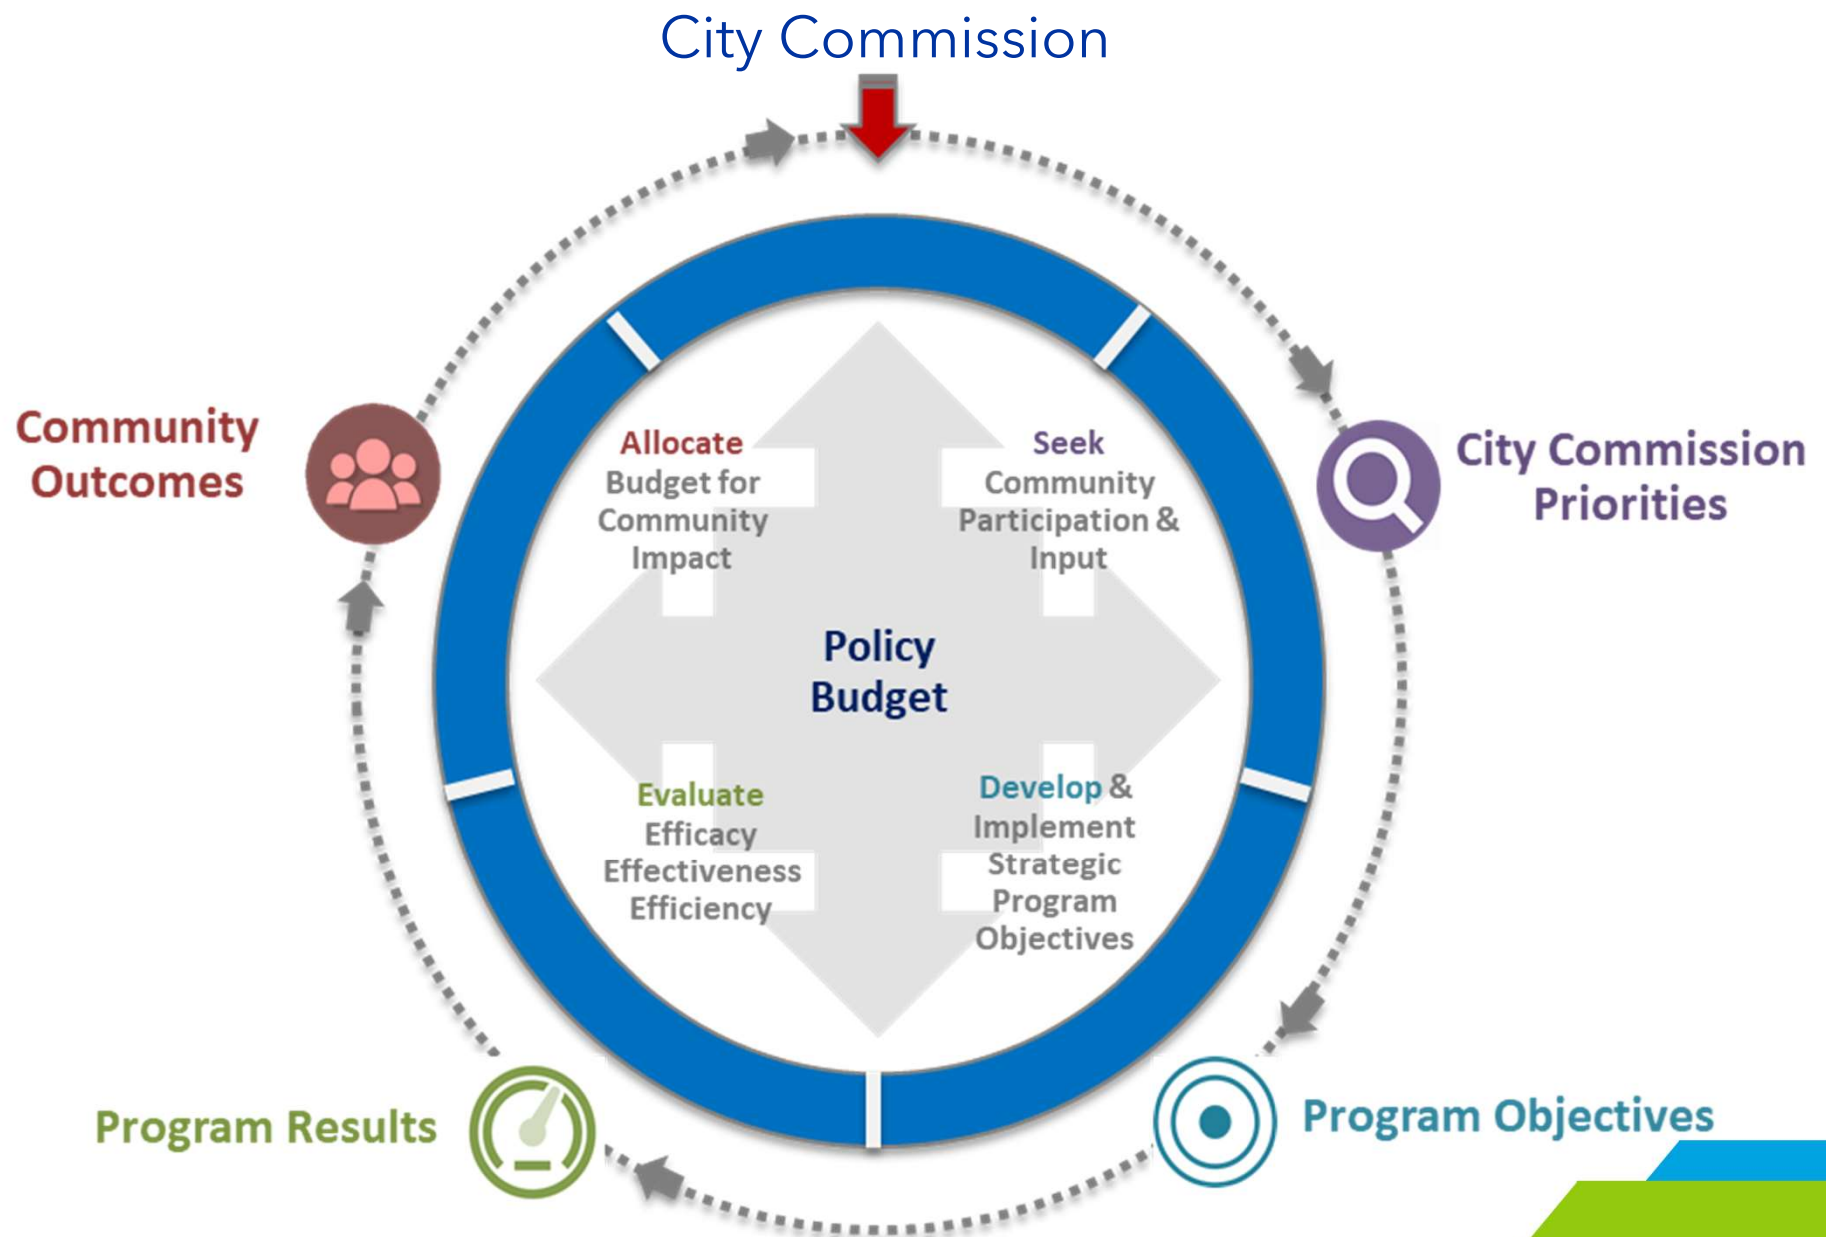 City Commission
Community
Outcomes
City Commission
Priorities
Allocate
Budget for
Community
Impact
Seek
Community
Participation &
Input
Policy
Budget
Evaluate
Efficacy
Effectiveness
Efficiency
Develop &
Implement
Strategic
Program
Objectives
Program Results
Program Objectives